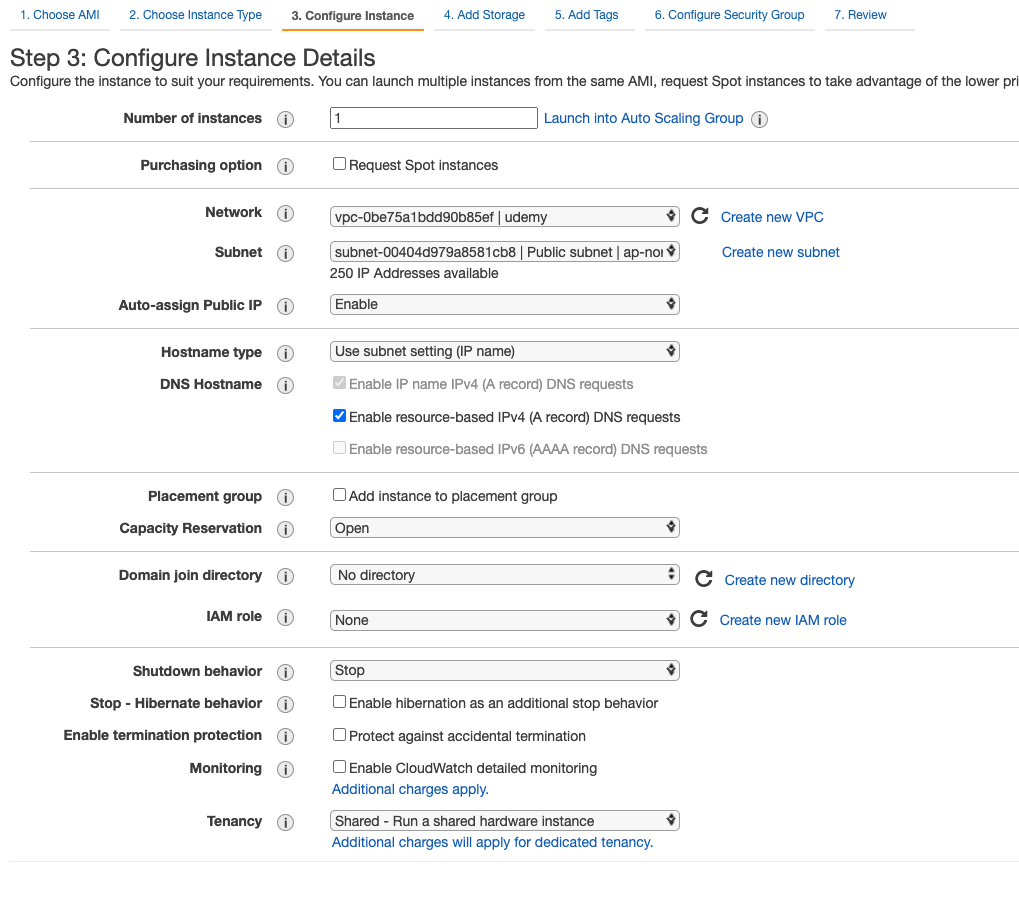 1. Choose AMI 2. Choose Instance Type 3. Configure Instance 4. Add Storage 5. Add Tags 6. Configure Security Group 7. Review
Step 3: Configure Instance Details
Configure the instance to suit your requirements. You can launch multiple instances from the same AMI, request Spot instances to take advantage of the lower pri
Number of instances i 1 Launch into Auto Scaling Group i
Purchasing option i Request Spot instances
Network i vpc-0be75a1bdd90b85ef | udemy Create new VPC
Subnet i subnet-00404d979a8581cb8 | Public subnet | ap-nor Create new subnet
250 IP Addresses available
Auto-assign Public IP i Enable
Hostname type i Use subnet setting (IP name)
DNS Hostname i Enable IP name IPv4 (A record) DNS requests
Enable resource-based IPv4 (A record) DNS requests
Enable resource-based IPv6 (AAAA record) DNS requests
Placement group i Add instance to placement group
Capacity Reservation i Open
Domain join directory i No directory Create new directory
IAM role i None Create new IAM role
Shutdown behavior i Stop
Stop - Hibernate behavior i Enable hibernation as an additional stop behavior
Enable termination protection i Protect against accidental termination
Monitoring i Enable CloudWatch detailed monitoring
Additional charges apply.
Tenancy i Shared - Run a shared hardware instance
Additional charges will apply for dedicated tenancy.